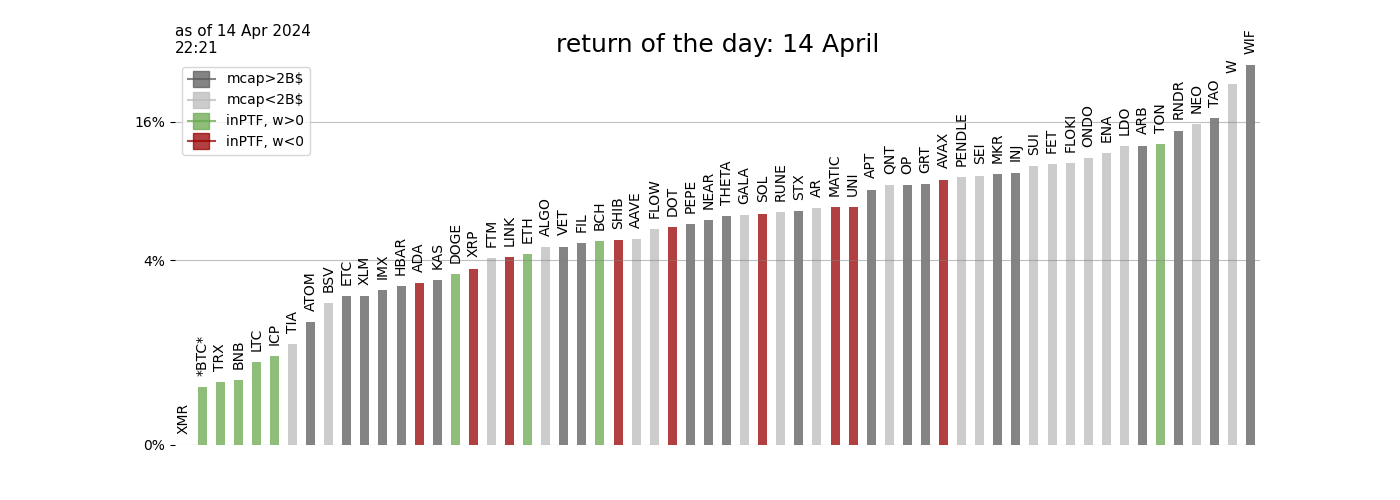 as of 14 Apr 2024
22:21
return of the day: 14 April
mcap>2B$
mcap<2B$
inPTF, w>0
inPTF, w<0
16%
4%
0%
XMR
*BTC*
TRX
BNB
LTC
ICP
TIA
ATOM
BSV
ETC
XLM
IMX
HBAR
ADA
KAS
DOGE
XRP
FTM
LINK
ETH
ALGO
VET
FIL
BCH
SHIB
AAVE
FLOW
DOT
PEPE
NEAR
THETA
GALA
SOL
RUNE
STX
AR
MATIC
UNI
APT
QNT
OP
GRT
AVAX
PENDLE
SEI
MKR
INJ
SUI
FET
FLOKI
ONDO
ENA
LDO
ARB
TON
RNDR
NEO
TAO
W
WIF